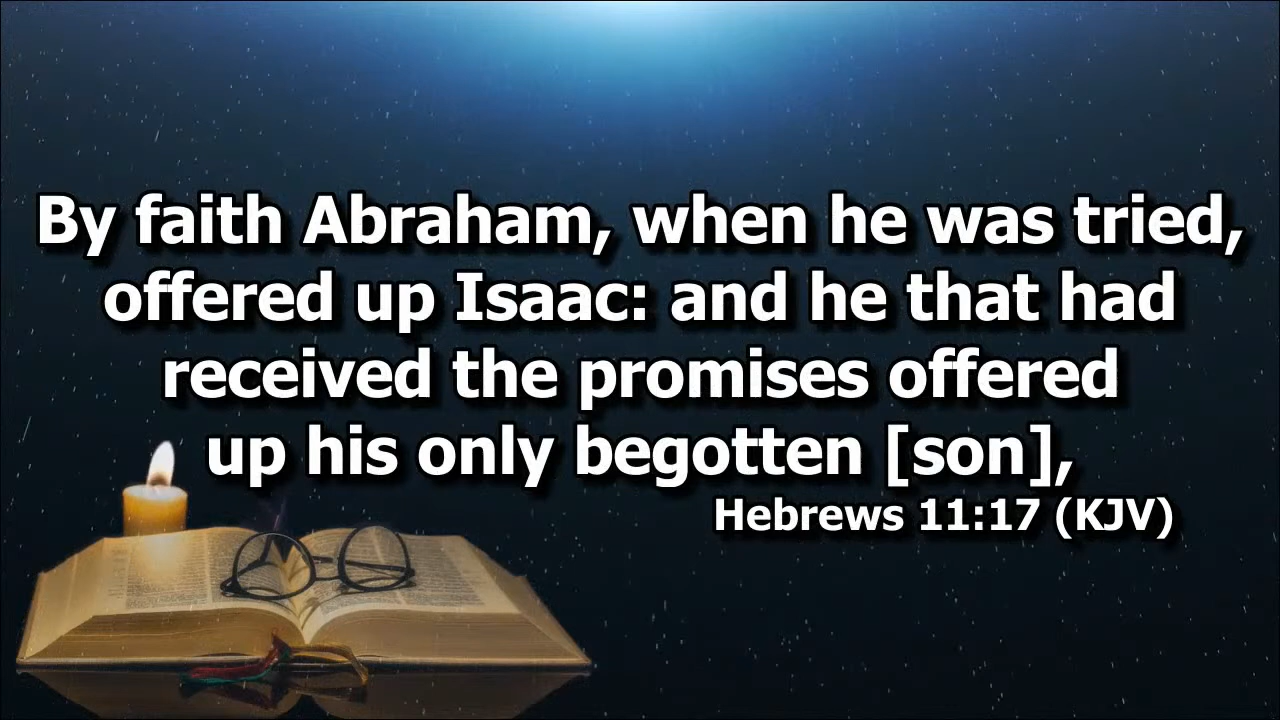 By faith Abraham, when he was tried,
offered up Isaac: and he that had
received the promises offered
up his only begotten [son],
Hebrews 11:17 (KJV)